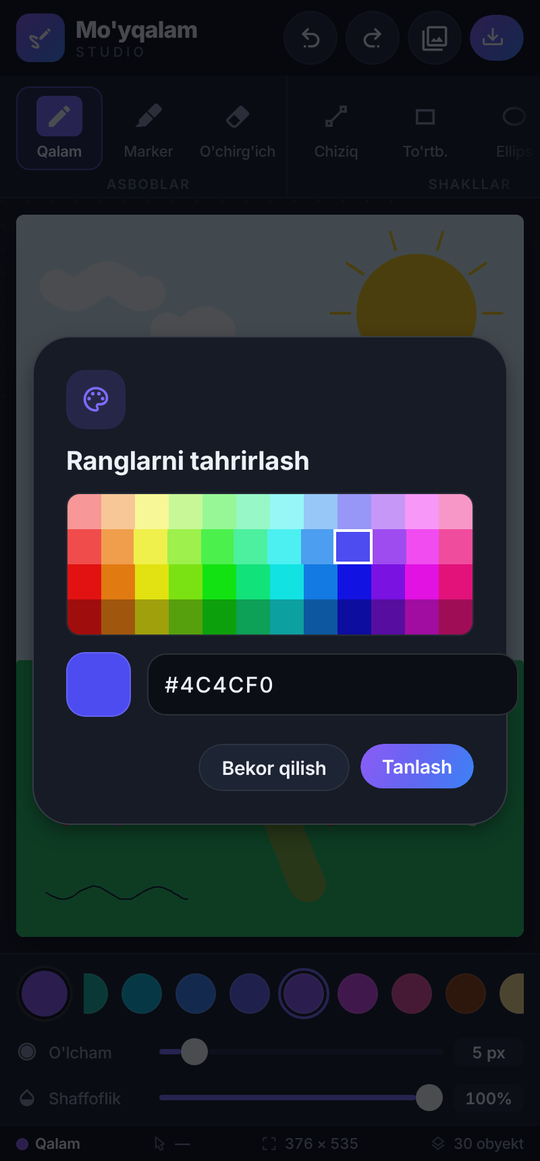 Mo'yqalam
STUDIO
Qalam
Marker
O'chirg'ich
Chiziq
To'rtb.
Ellips
ASBOBLAR
SHAKLLAR
Ranglarni tahrirlash
#4C4CF0
Bekor qilish
Tanlash
O'lcham
5 px
Shaffoflik
100%
Qalam
—
376 × 535
30 obyekt